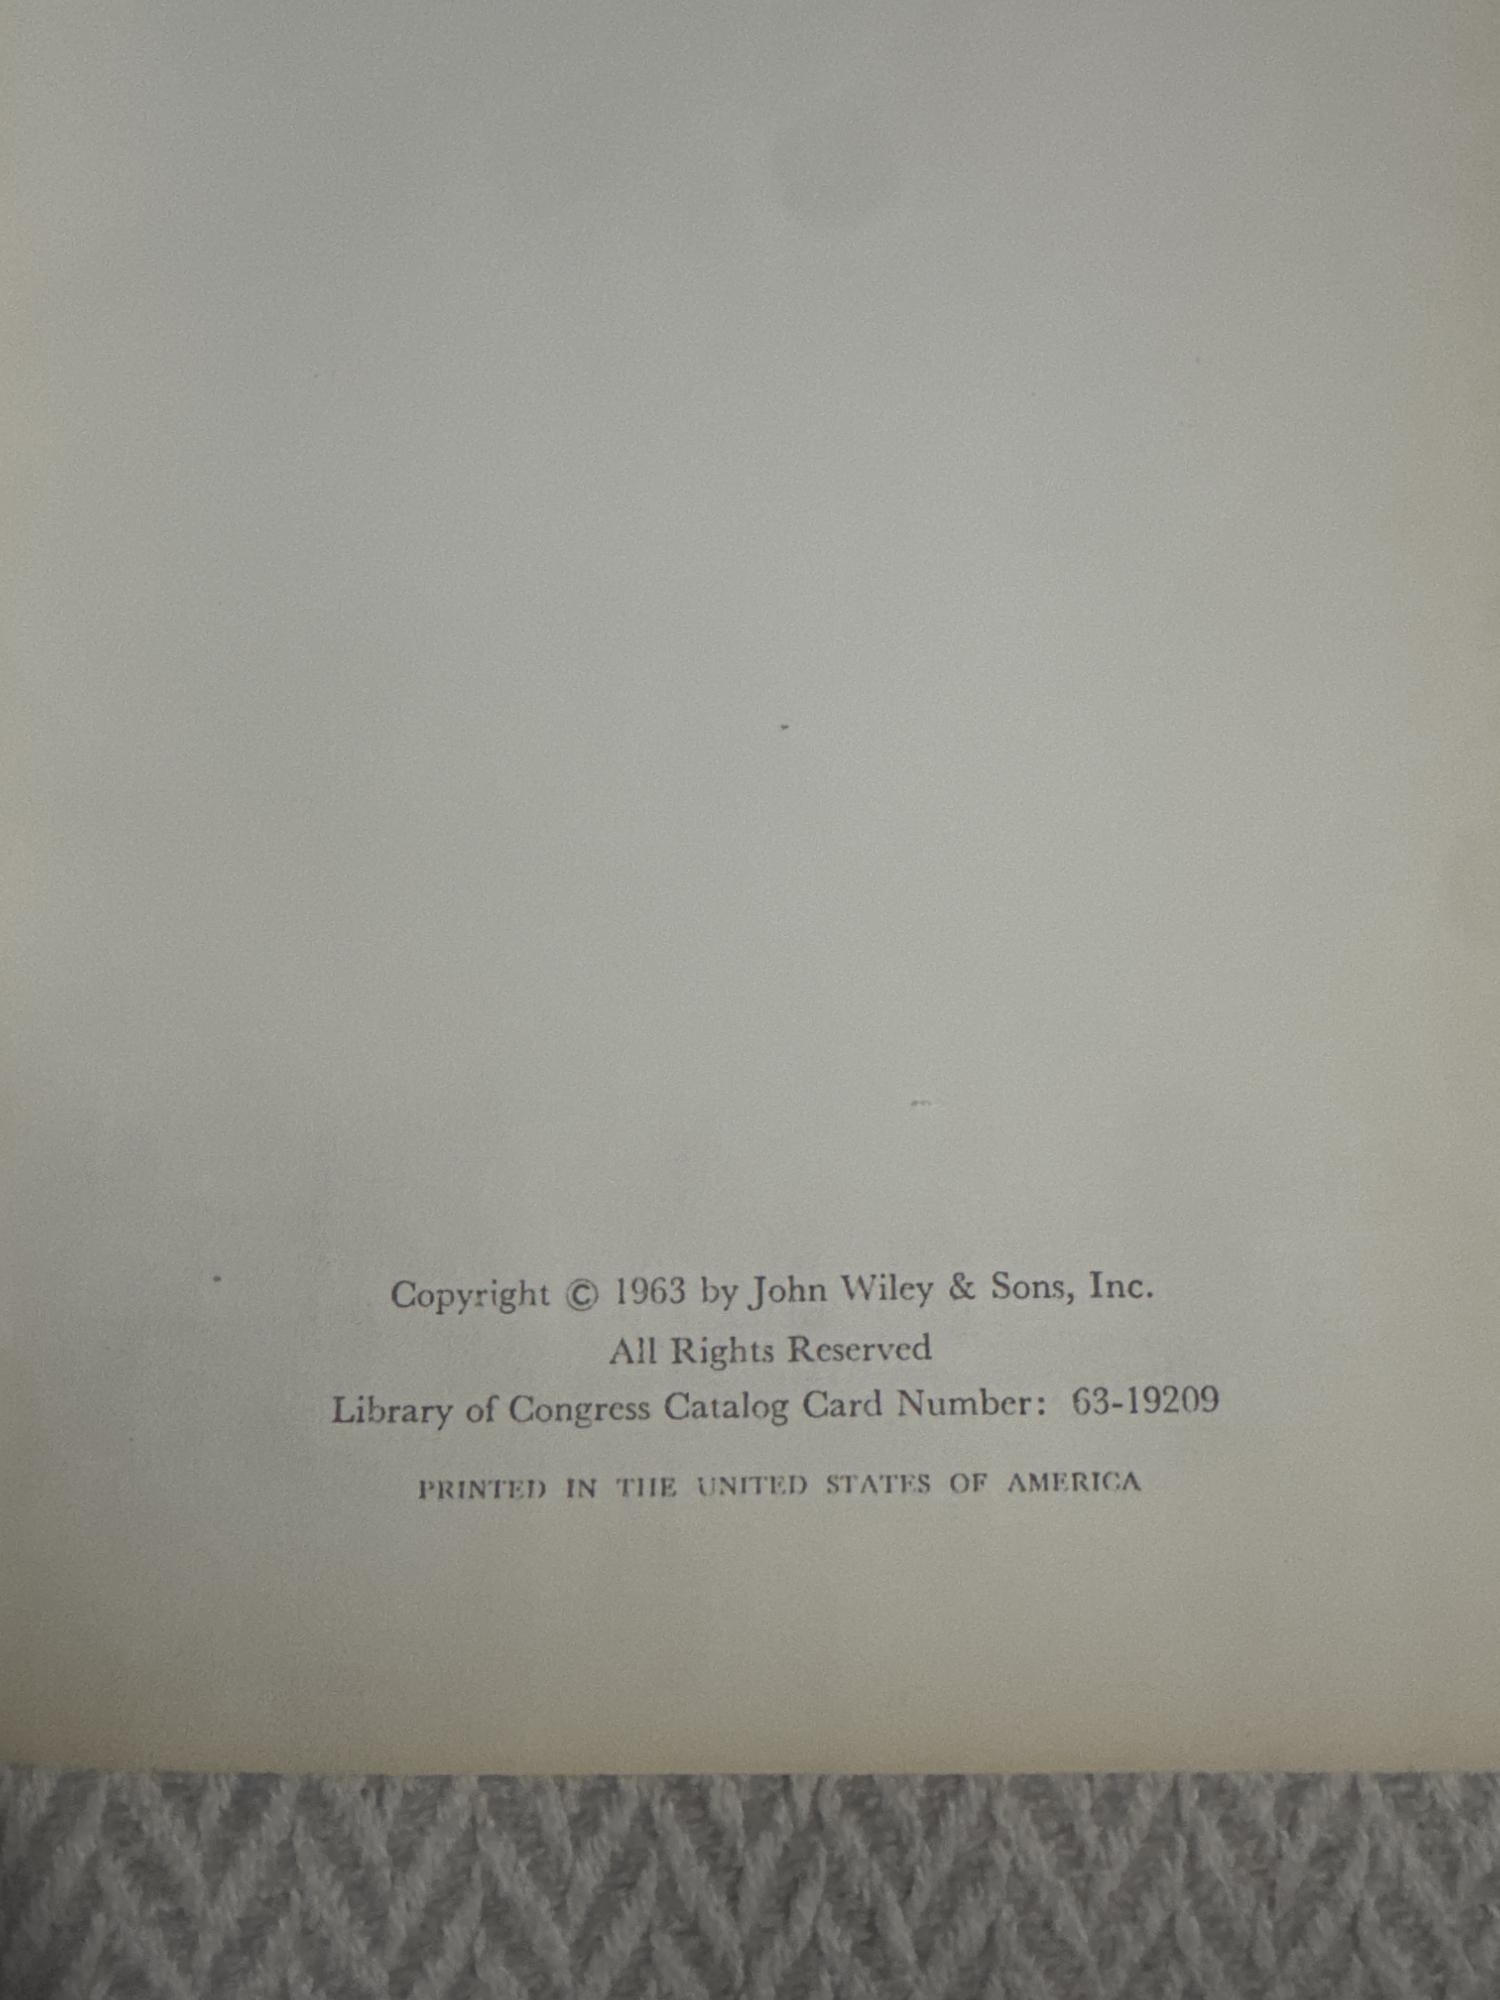 Copyright © 1963 by John Wiley & Sons, Inc.
All Rights Reserved
Library of Congress Catalog Card Number: 63-19209
PRINTED IN THE UNITED STATES OF AMERICA